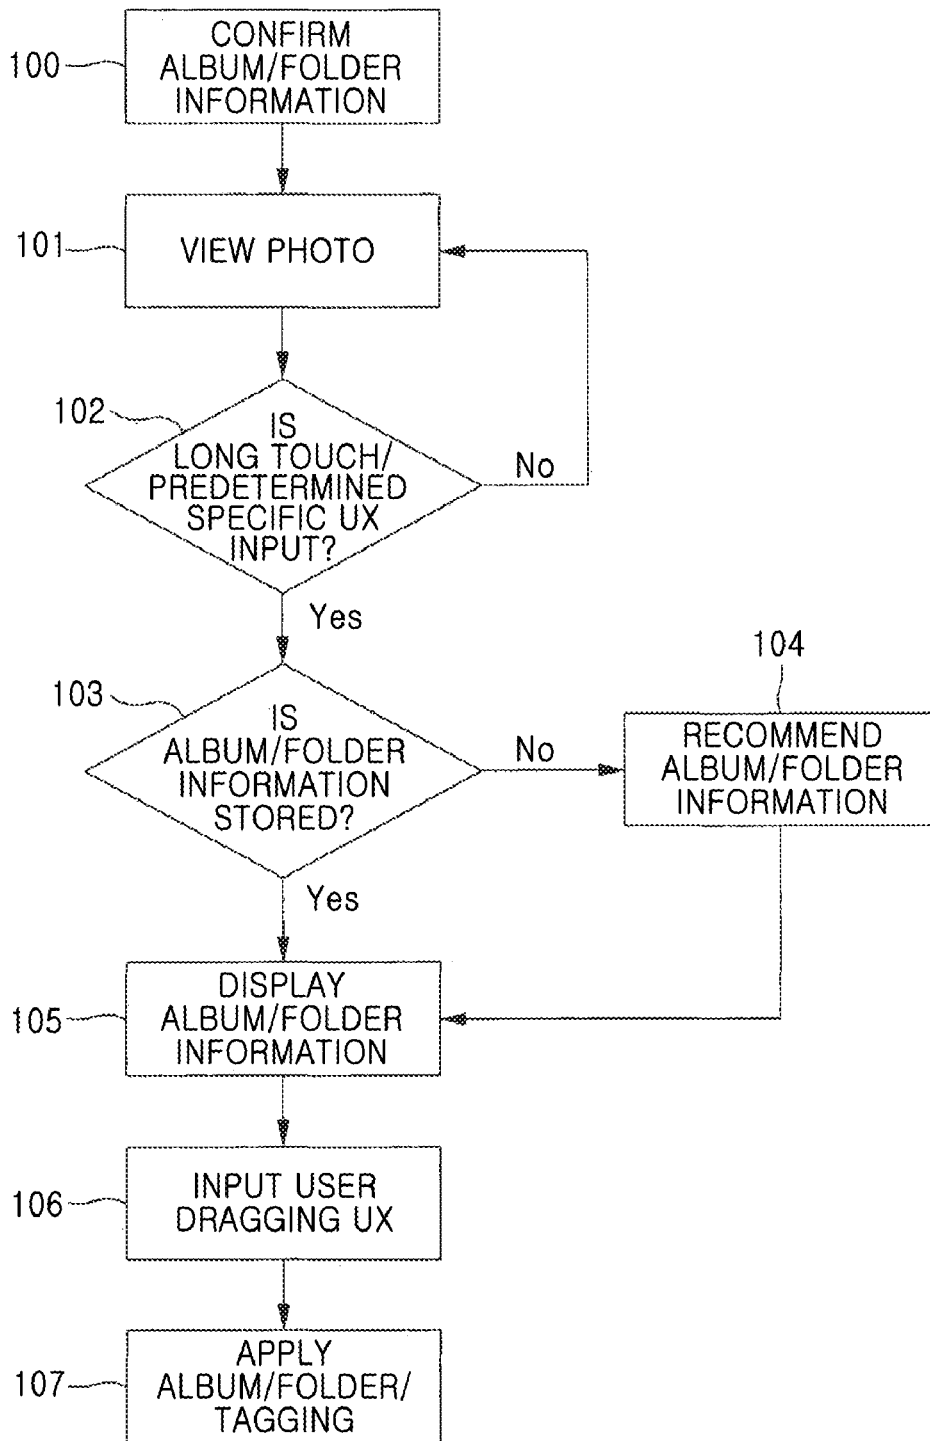 100
CONFIRM
ALBUM/FOLDER
INFORMATION
101
VIEW PHOTO
102
IS
LONG TOUCH/
PREDETERMINED
SPECIFIC UX
INPUT?
No
Yes
103
IS
ALBUM/FOLDER
INFORMATION
STORED?
No
104
RECOMMEND
ALBUM/FOLDER
INFORMATION
Yes
105
DISPLAY
ALBUM/FOLDER
INFORMATION
106
INPUT USER
DRAGGING UX
107
APPLY
ALBUM/FOLDER/
TAGGING